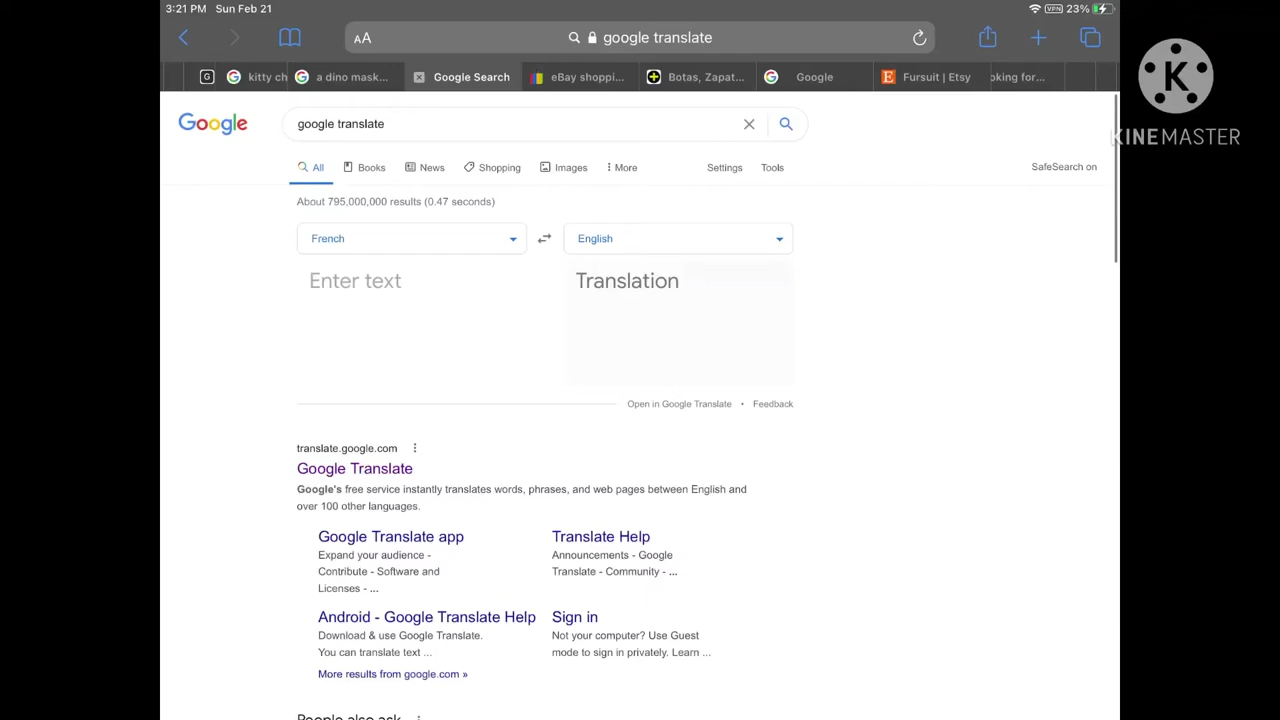 3:21 PM Sun Feb 21
VPN 23%
AA google translate
G kitty ch a dino mask... Google Search eBay shoppi... Botas, Zapat... Google Fursuit | Etsy oking for...
K
KINEMASTER
Google google translate
All Books News Shopping Images More Settings Tools SafeSearch on
About 795,000,000 results (0.47 seconds)
French English
Enter text Translation
Open in Google Translate • Feedback
translate.google.com
Google Translate
Google's free service instantly translates words, phrases, and web pages between English and
over 100 other languages.
Google Translate app
Expand your audience -
Contribute - Software and
Licenses - ...
Translate Help
Announcements - Google
Translate - Community - ...
Android - Google Translate Help
Download & use Google Translate.
You can translate text ...
Sign in
Not your computer? Use Guest
mode to sign in privately. Learn ...
More results from google.com »
People also ask